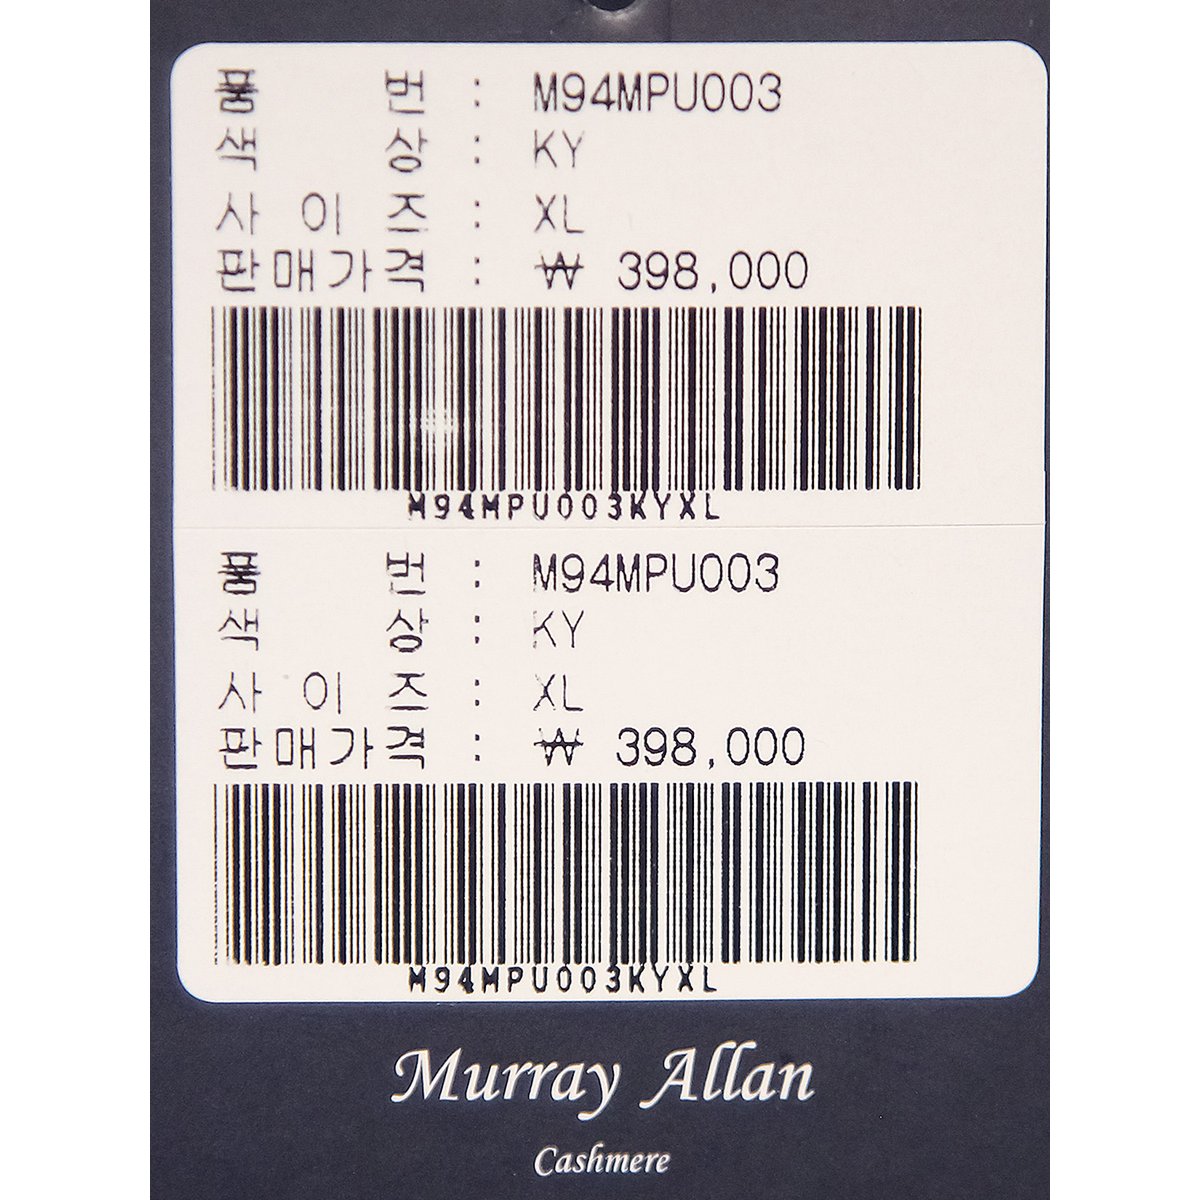 품 번 : M94MPU003
색 상 : KY
사 이 즈 : XL
판매가격 : ₩ 398,000
M94MPU003KYXL
품 번 : M94MPU003
색 상 : KY
사 이 즈 : XL
판매가격 : ₩ 398,000
M94MPU003KYXL
Murray Allan
Cashmere